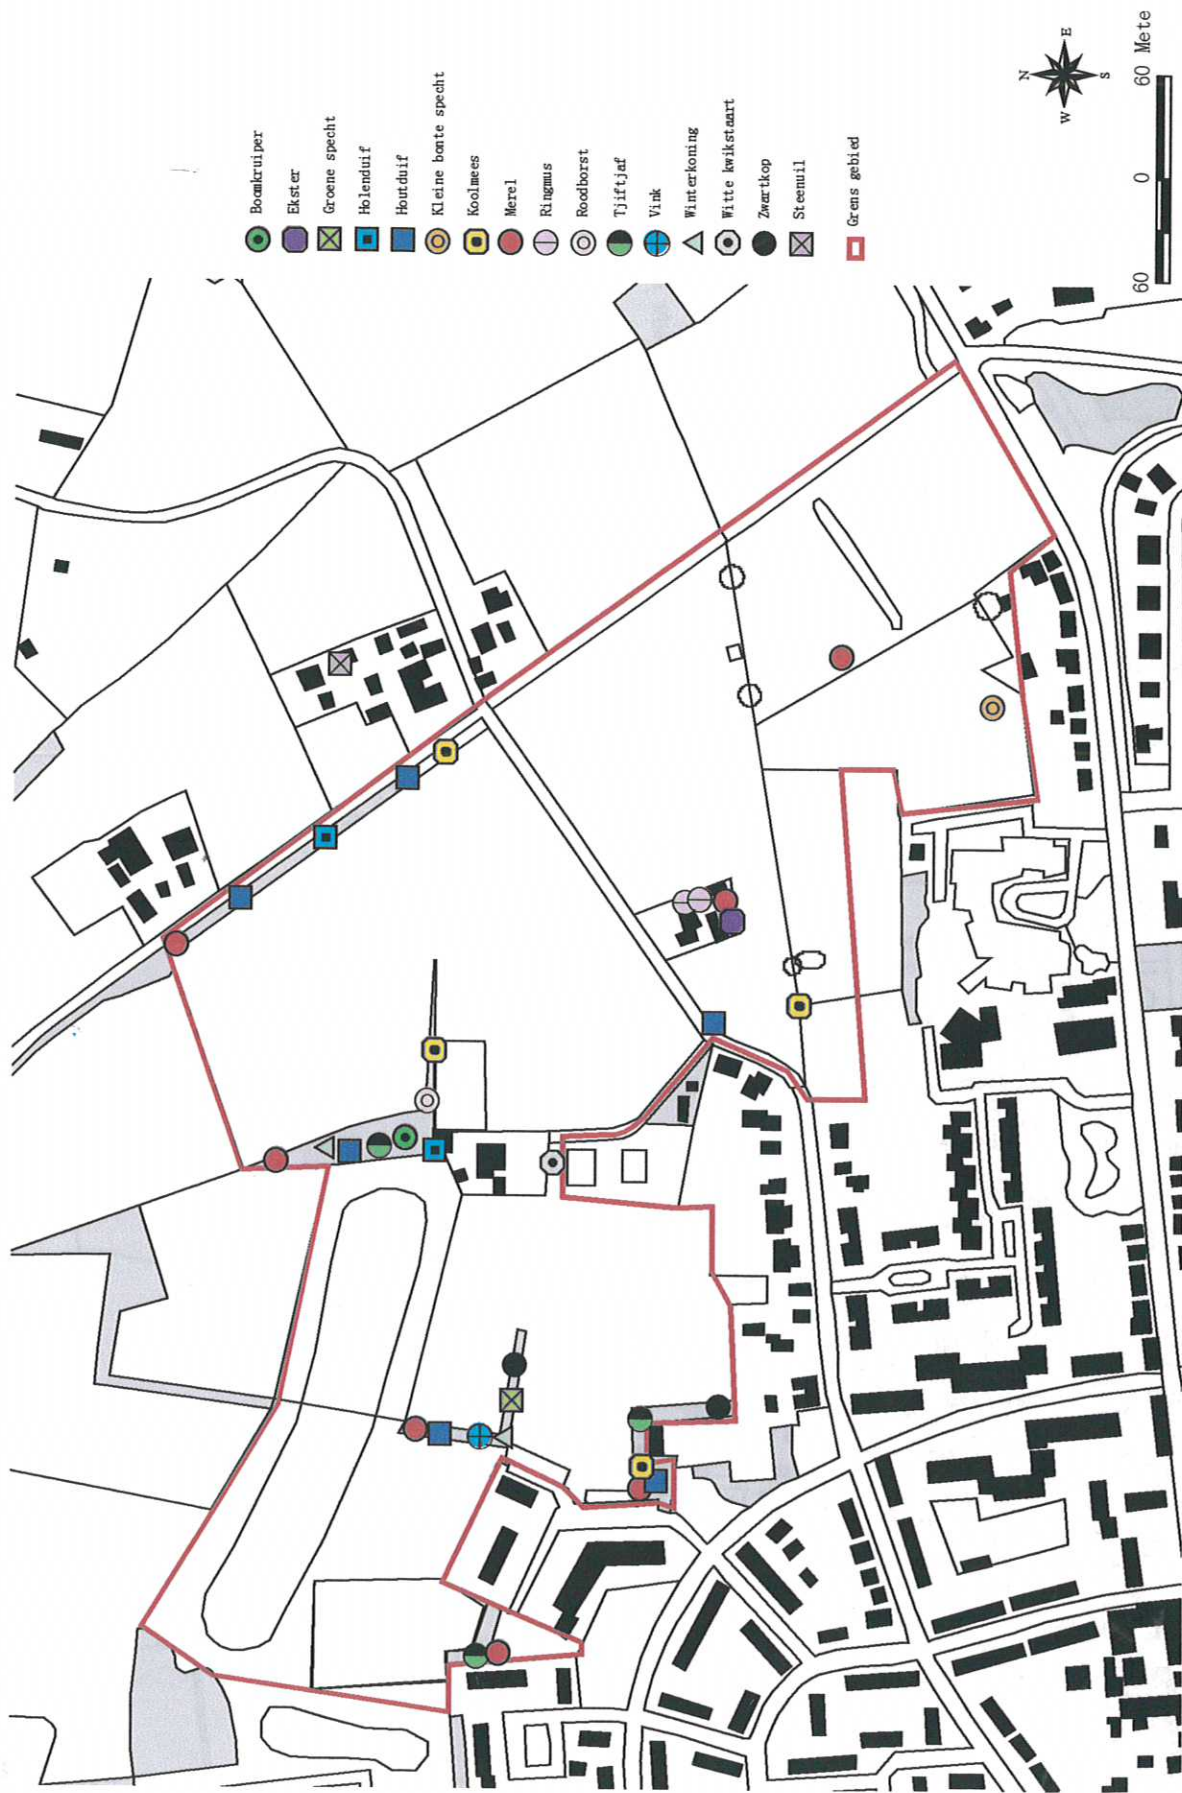 Boomkruiper
Ekster
Groene specht
Holenduif
Houtduif
Kleine bonte specht
Koolmees
Merel
Ringmus
Roodborst
Tjiftjaf
Vink
Winterkoning
Witte kwikstaart
Zwartkop
Steenuil
Grens gebied
N
E
S
W
60 0 60 Mete